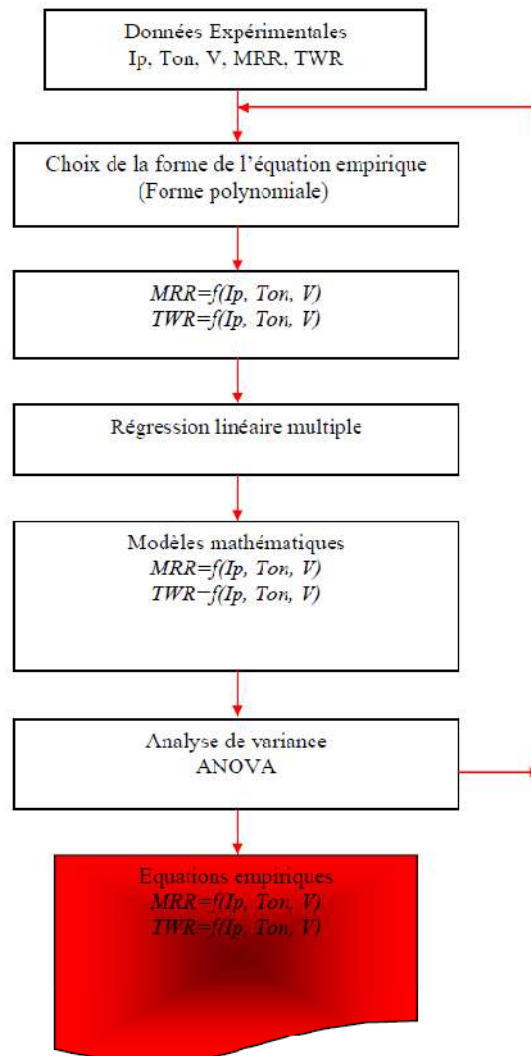 Données Expérimentales
Ip, Ton, V, MRR, TWR
Choix de la forme de l'équation empirique
(Forme polynomiale)
MRR=f(Ip, Ton, V)
TWR=f(Ip, Ton, V)
Régression linéaire multiple
Modèles mathématiques
MRR=f(Ip, Ton, V)
TWR=f(Ip, Ton, V)
Analyse de variance
ANOVA
Equations empiriques
MRR=f(Ip, Ton, V)
TWR=f(Ip, Ton, V)